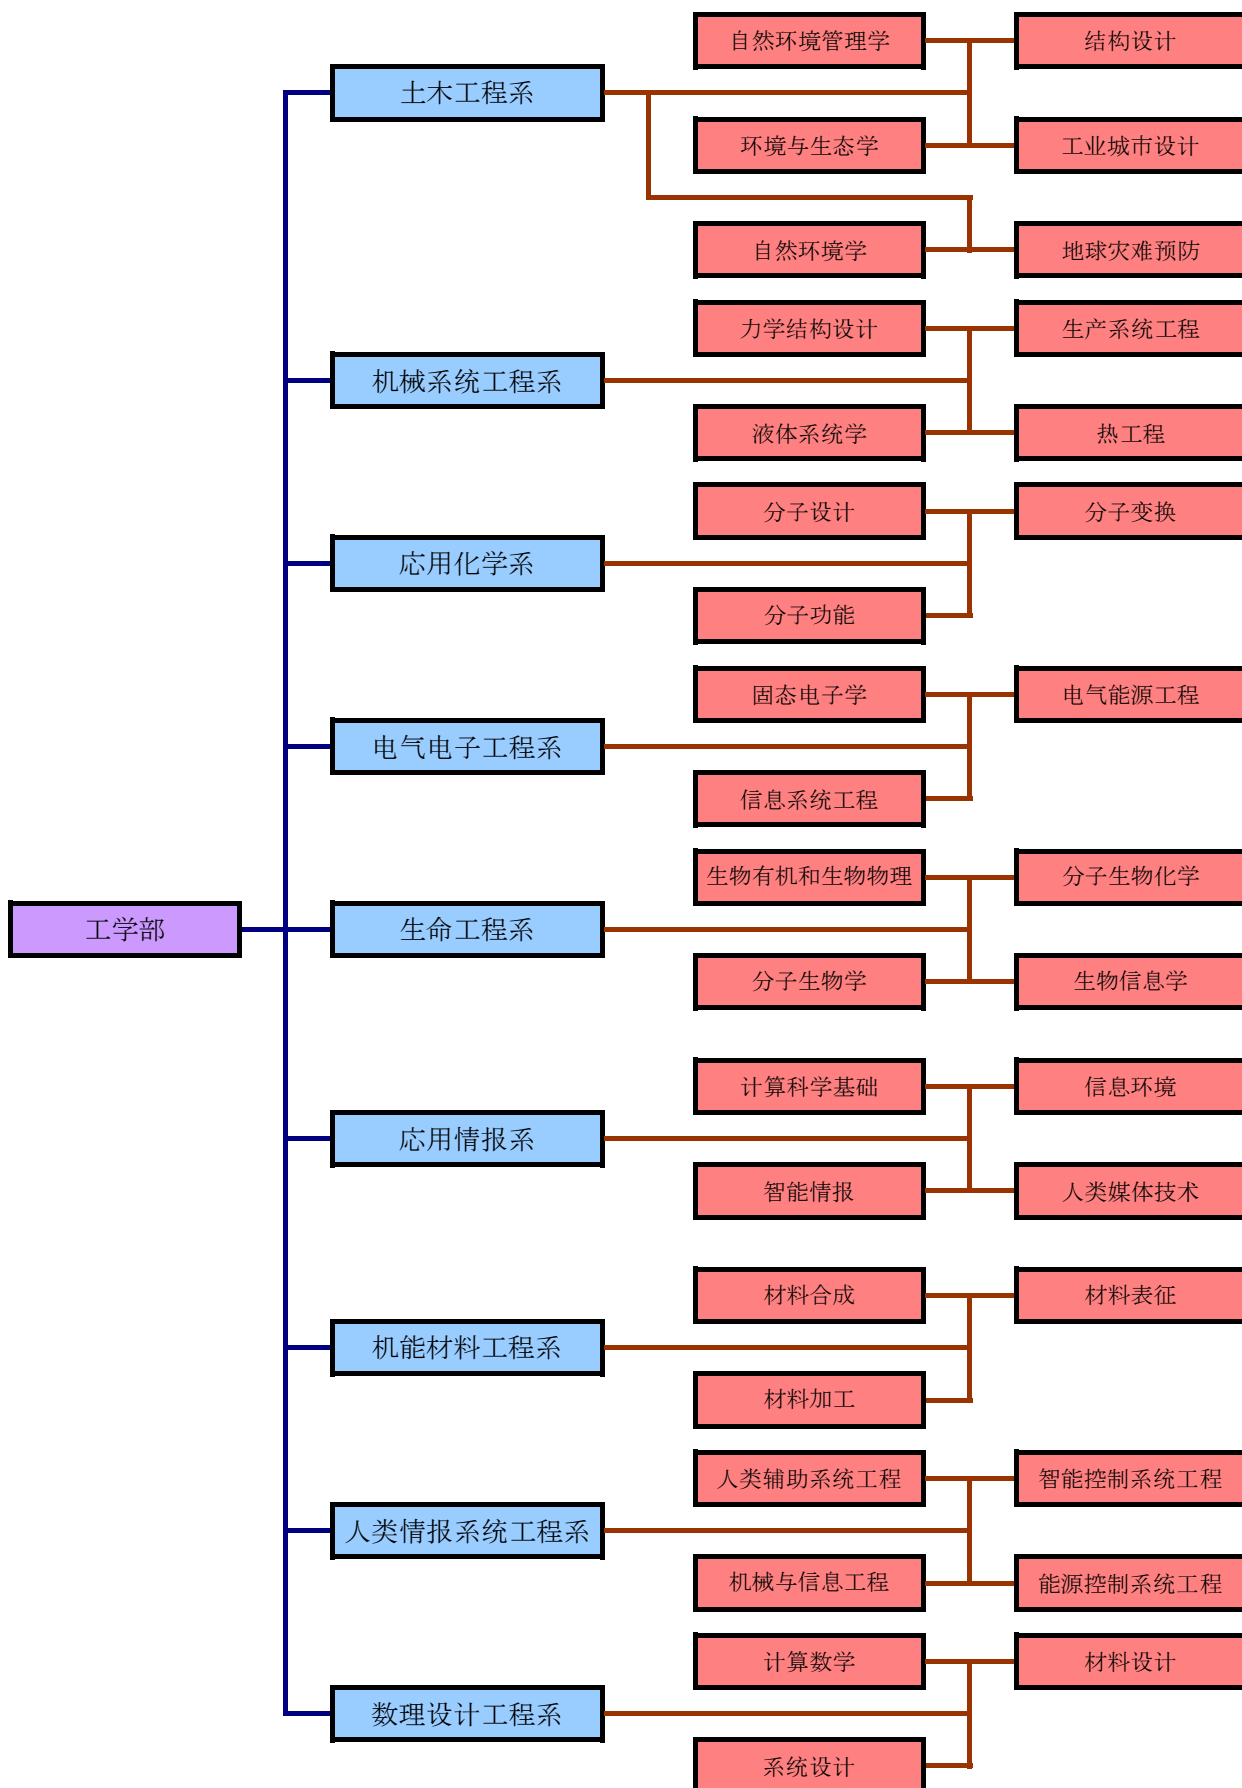 自然环境管理学
结构设计
土木工程系
环境与生态学
工业城市设计
自然环境学
地球灾难预防
力学结构设计
生产系统工程
机械系统工程系
液体系统学
热工程
分子设计
分子变换
応用化学系
分子功能
固态电子学
电气能源工程
电气电子工程系
信息系统工程
生物有机和生物物理
分子生物化学
工学部
生命工程系
分子生物学
生物信息学
计算科学基础
信息环境
応用情报系
智能情报
人类媒体技术
材料合成
材料表征
机能材料工程系
材料加工
人类辅助系统工程
智能控制系统工程
人类情报系统工程系
机械与信息工程
能源控制系统工程
计算数学
材料设计
数理设计工程系
系统设计